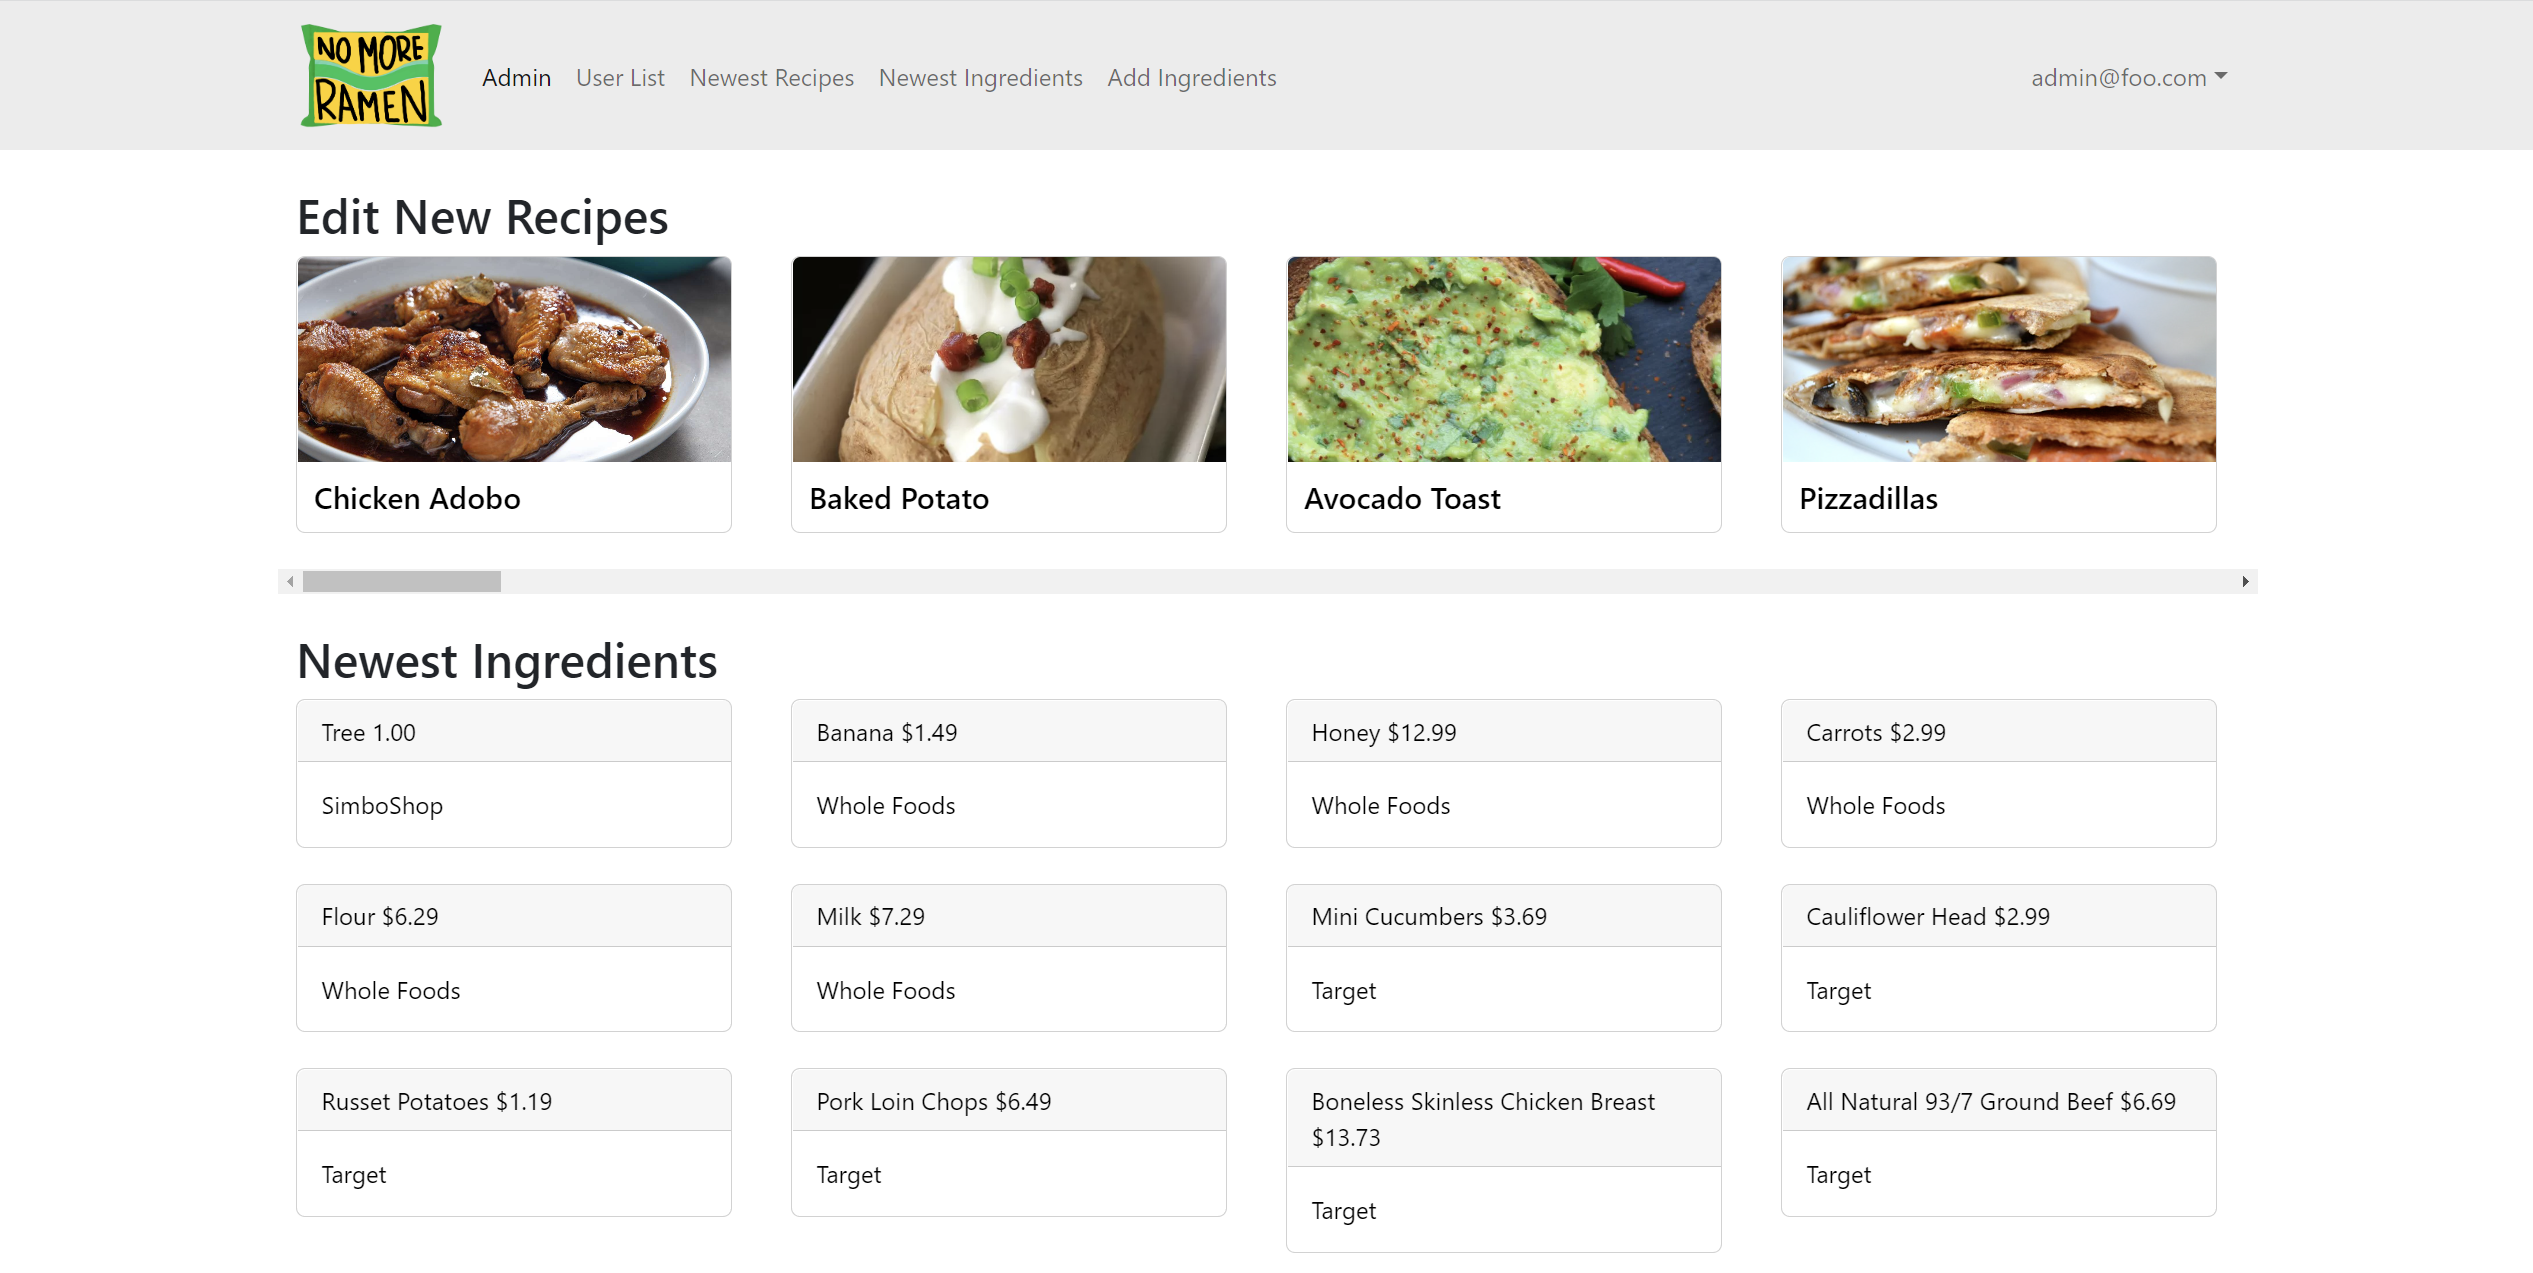 NO MORE
RAMEN
Admin User List Newest Recipes Newest Ingredients Add Ingredients admin@foo.com
Edit New Recipes
Chicken Adobo
Baked Potato
Avocado Toast
Pizzadillas
Newest Ingredients
Tree 1.00
SimboShop
Banana $1.49
Whole Foods
Honey $12.99
Whole Foods
Carrots $2.99
Whole Foods
Flour $6.29
Whole Foods
Milk $7.29
Whole Foods
Mini Cucumbers $3.69
Target
Cauliflower Head $2.99
Target
Russet Potatoes $1.19
Target
Pork Loin Chops $6.49
Target
Boneless Skinless Chicken Breast
$13.73
Target
All Natural 93/7 Ground Beef $6.69
Target